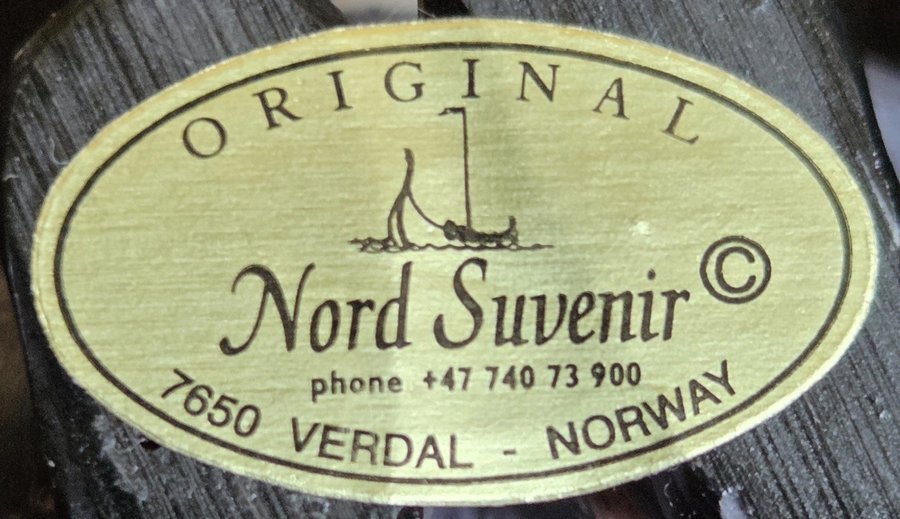 ORIGINAL
Nord Suvenir ©
phone +47 740 73 900
7650 VERDAL - NORWAY